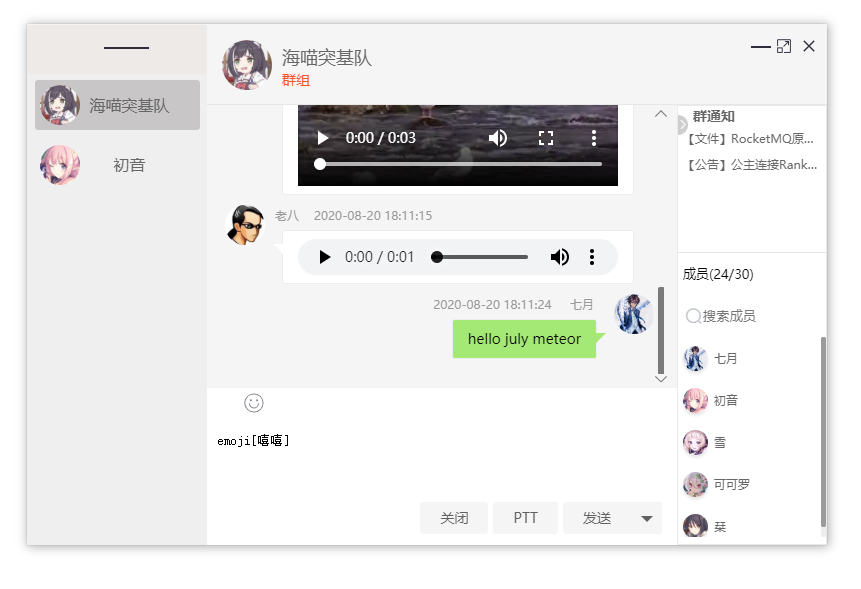 海喵突基队
初音
海喵突基队
群组
0:00 / 0:03
老八 2020-08-20 18:11:15
0:00 / 0:01
2020-08-20 18:11:24 七月
hello july meteor
emoji[嘻嘻]
关闭 PTT 发送
群通知
【文件】RocketMQ原...
【公告】公主连接Rank...
成员(24/30)
搜索成员
七月
初音
雪
可可罗
栞